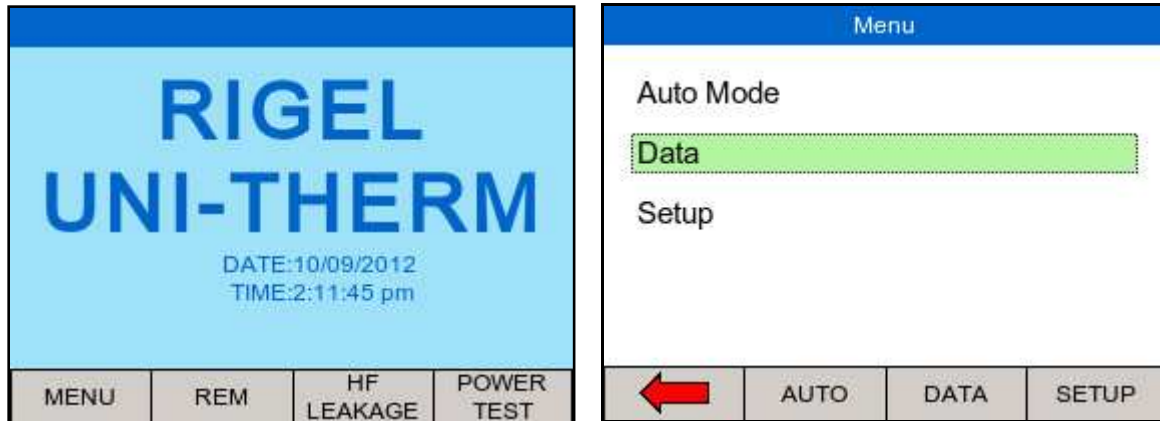 RIGEL
UNI-THERM
DATE:10/09/2012
TIME:2:11:45 pm
MENU
REM
HF
LEAKAGE
POWER
TEST
Menu
Auto Mode
Data
Setup
AUTO
DATA
SETUP